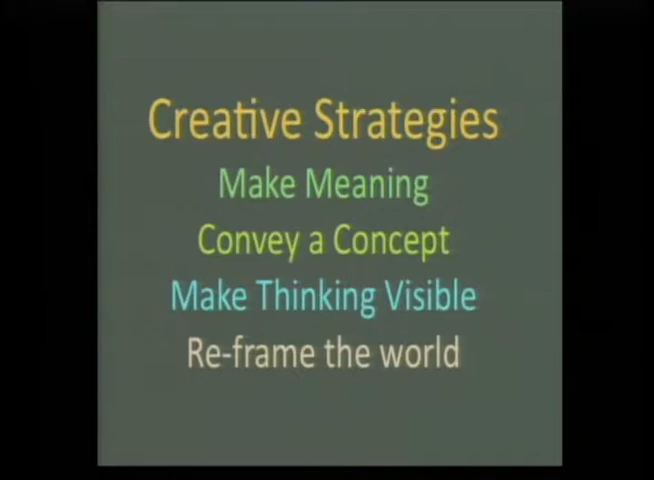 Creative Strategies
Make Meaning
Convey a Concept
Make Thinking Visible
Re-frame the world